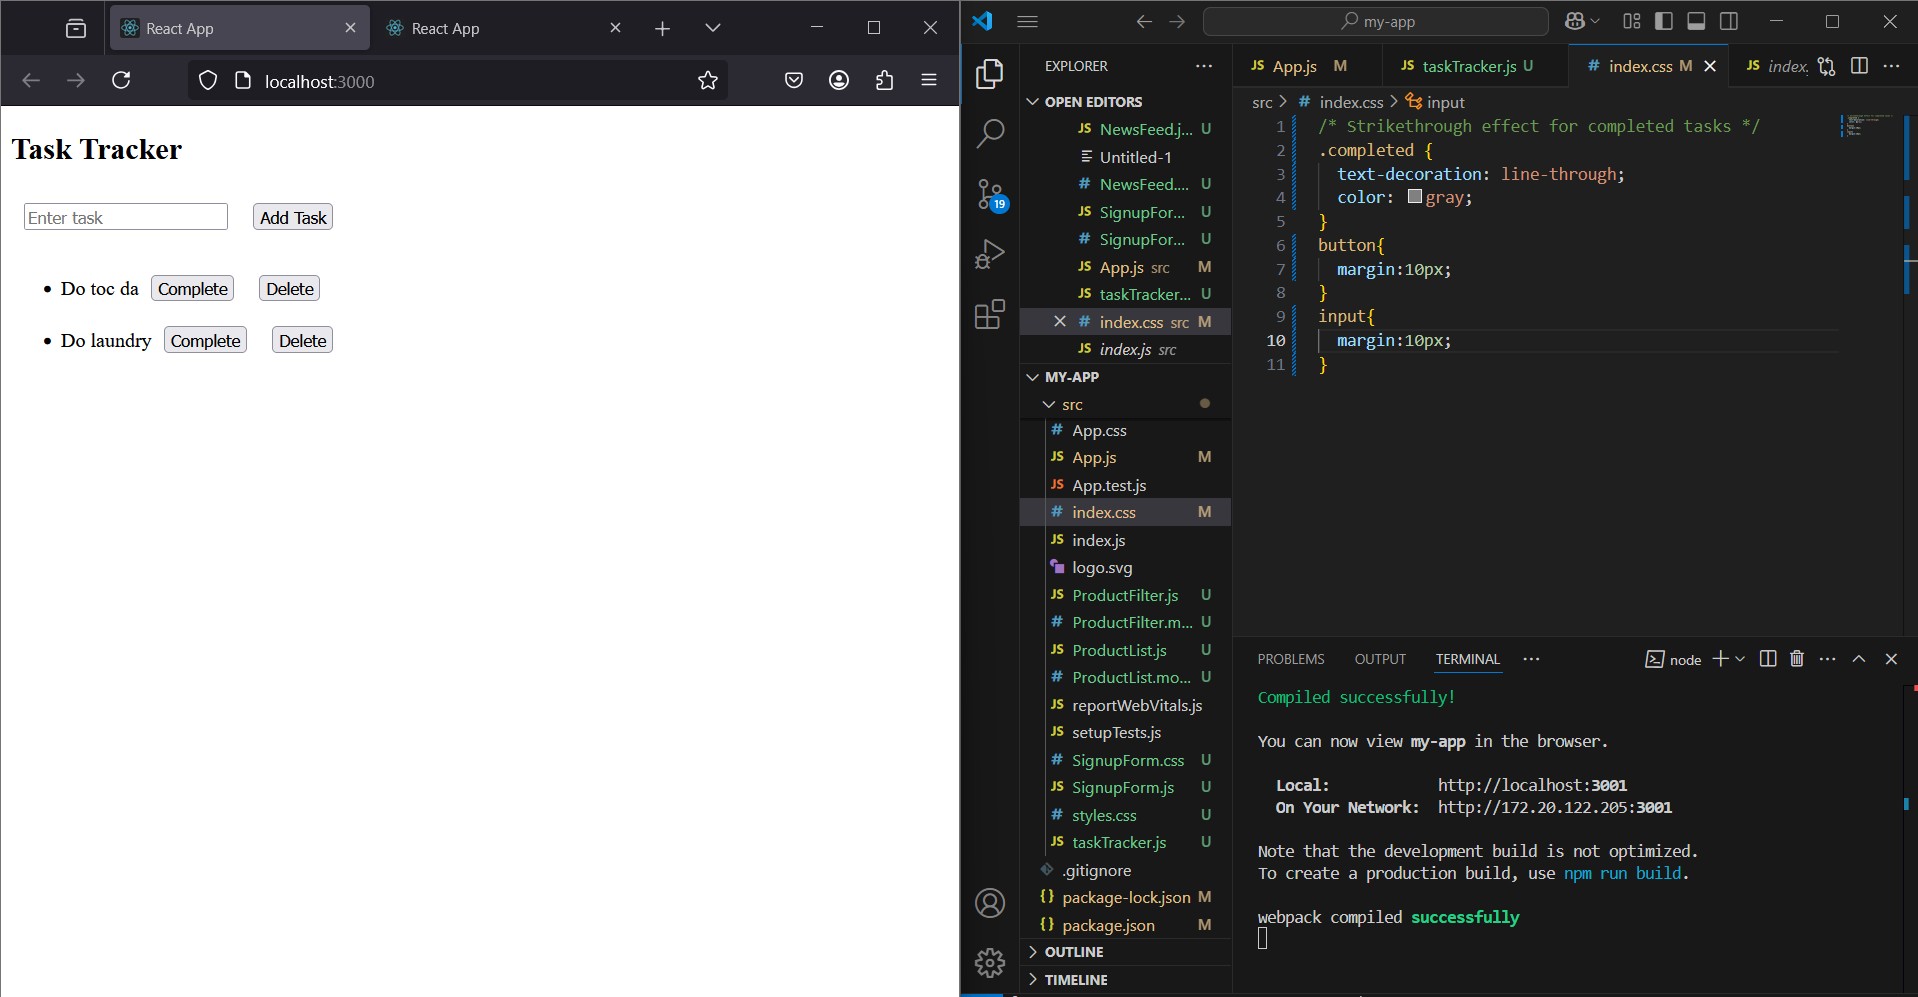 React App
React App
localhost:3000
Task Tracker
Enter task
Add Task
Do toc da
Complete
Delete
Do laundry
Complete
Delete
my-app
EXPLORER
OPEN EDITORS
JS NewsFeed.j... U
Untitled-1
# NewsFeed.... U
JS SignupFor... U
# SignupFor... U
JS App.js src M
JS taskTracker... U
# index.css src M
JS index.js src
MY-APP
src
# App.css
JS App.js M
JS App.test.js
# index.css M
JS index.js
logo.svg
JS ProductFilter.js U
# ProductFilter.m... U
JS ProductList.js U
# ProductList.mo... U
JS reportWebVitals.js
JS setupTests.js
# SignupForm.css U
JS SignupForm.js U
# styles.css U
JS taskTracker.js U
.gitignore
{} package-lock.json M
{} package.json M
OUTLINE
TIMELINE
19
JS App.js M
JS taskTracker.js U
# index.css M
JS index.
src > # index.css > input
1 /* Strikethrough effect for completed tasks */
2 .completed {
3 text-decoration: line-through;
4 color: gray;
5 }
6 button{
7 margin:10px;
8 }
9 input{
10 margin:10px;
11 }
PROBLEMS OUTPUT TERMINAL ...
node
Compiled successfully!
You can now view my-app in the browser.
Local: http://localhost:3001
On Your Network: http://172.20.122.205:3001
Note that the development build is not optimized.
To create a production build, use npm run build.
webpack compiled successfully